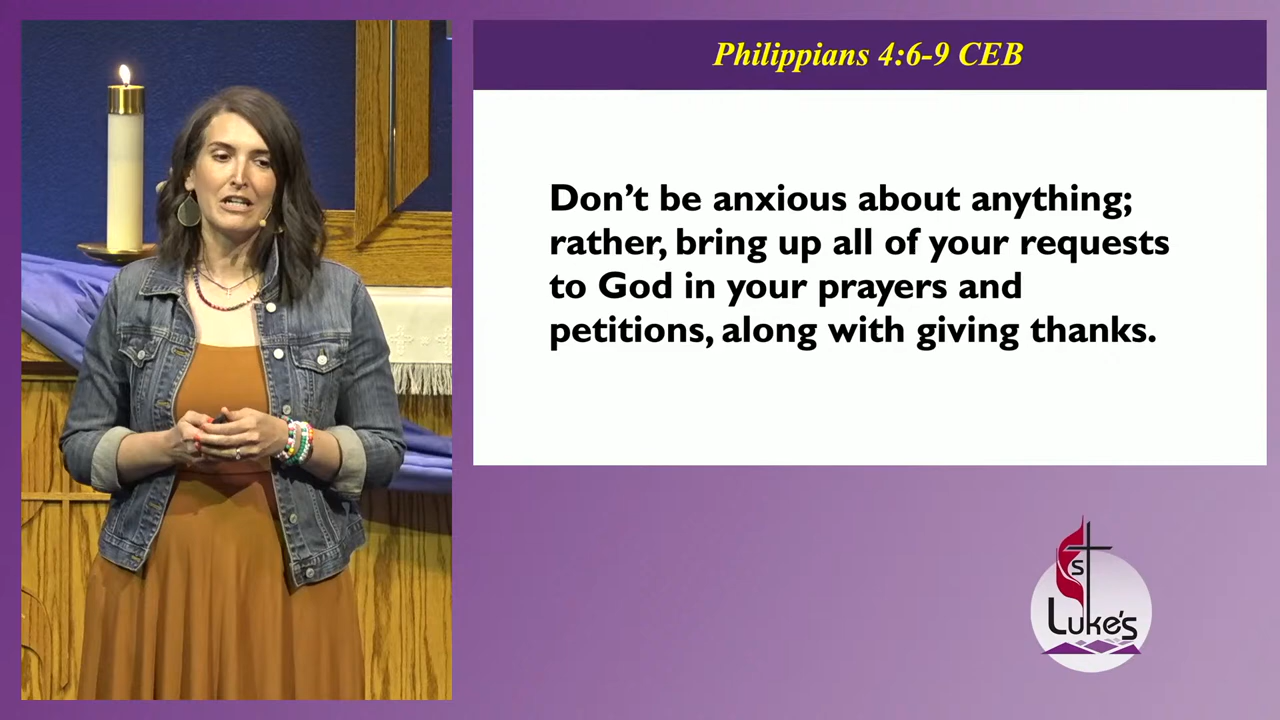 Philippians 4:6-9 CEB
Don’t be anxious about anything;
rather, bring up all of your requests
to God in your prayers and
petitions, along with giving thanks.
St
Luke's